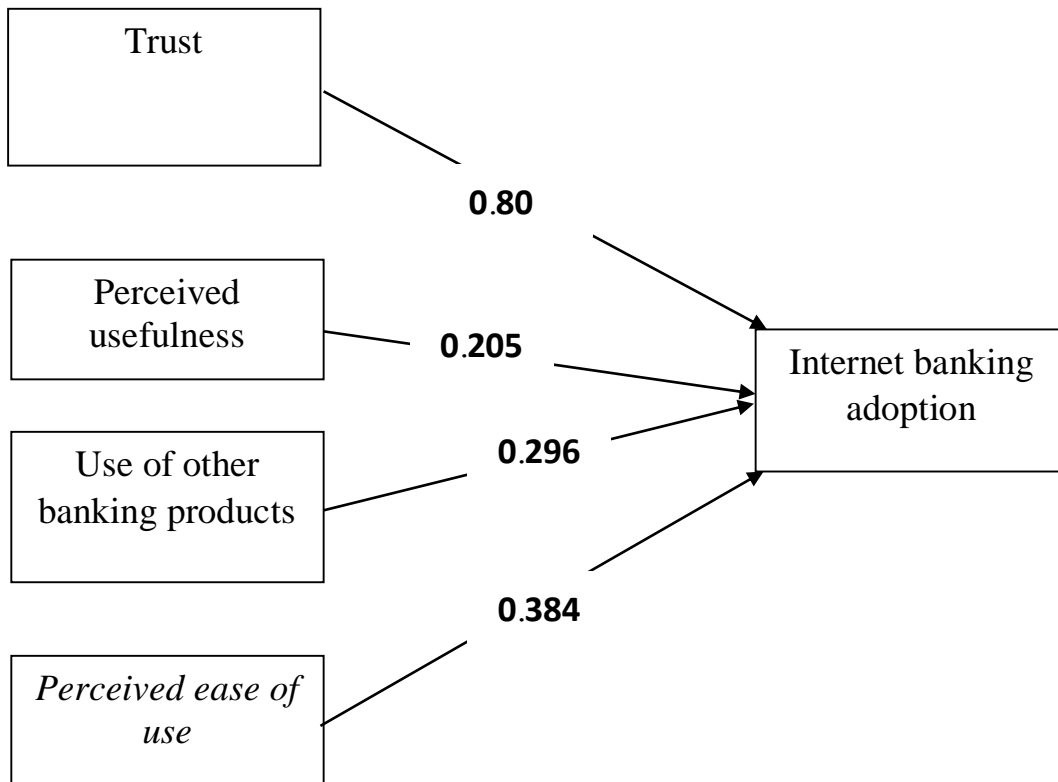 Trust
0.80
Perceived
usefulness
0.205
Internet banking
adoption
Use of other
banking products
0.296
0.384
Perceived ease of
use